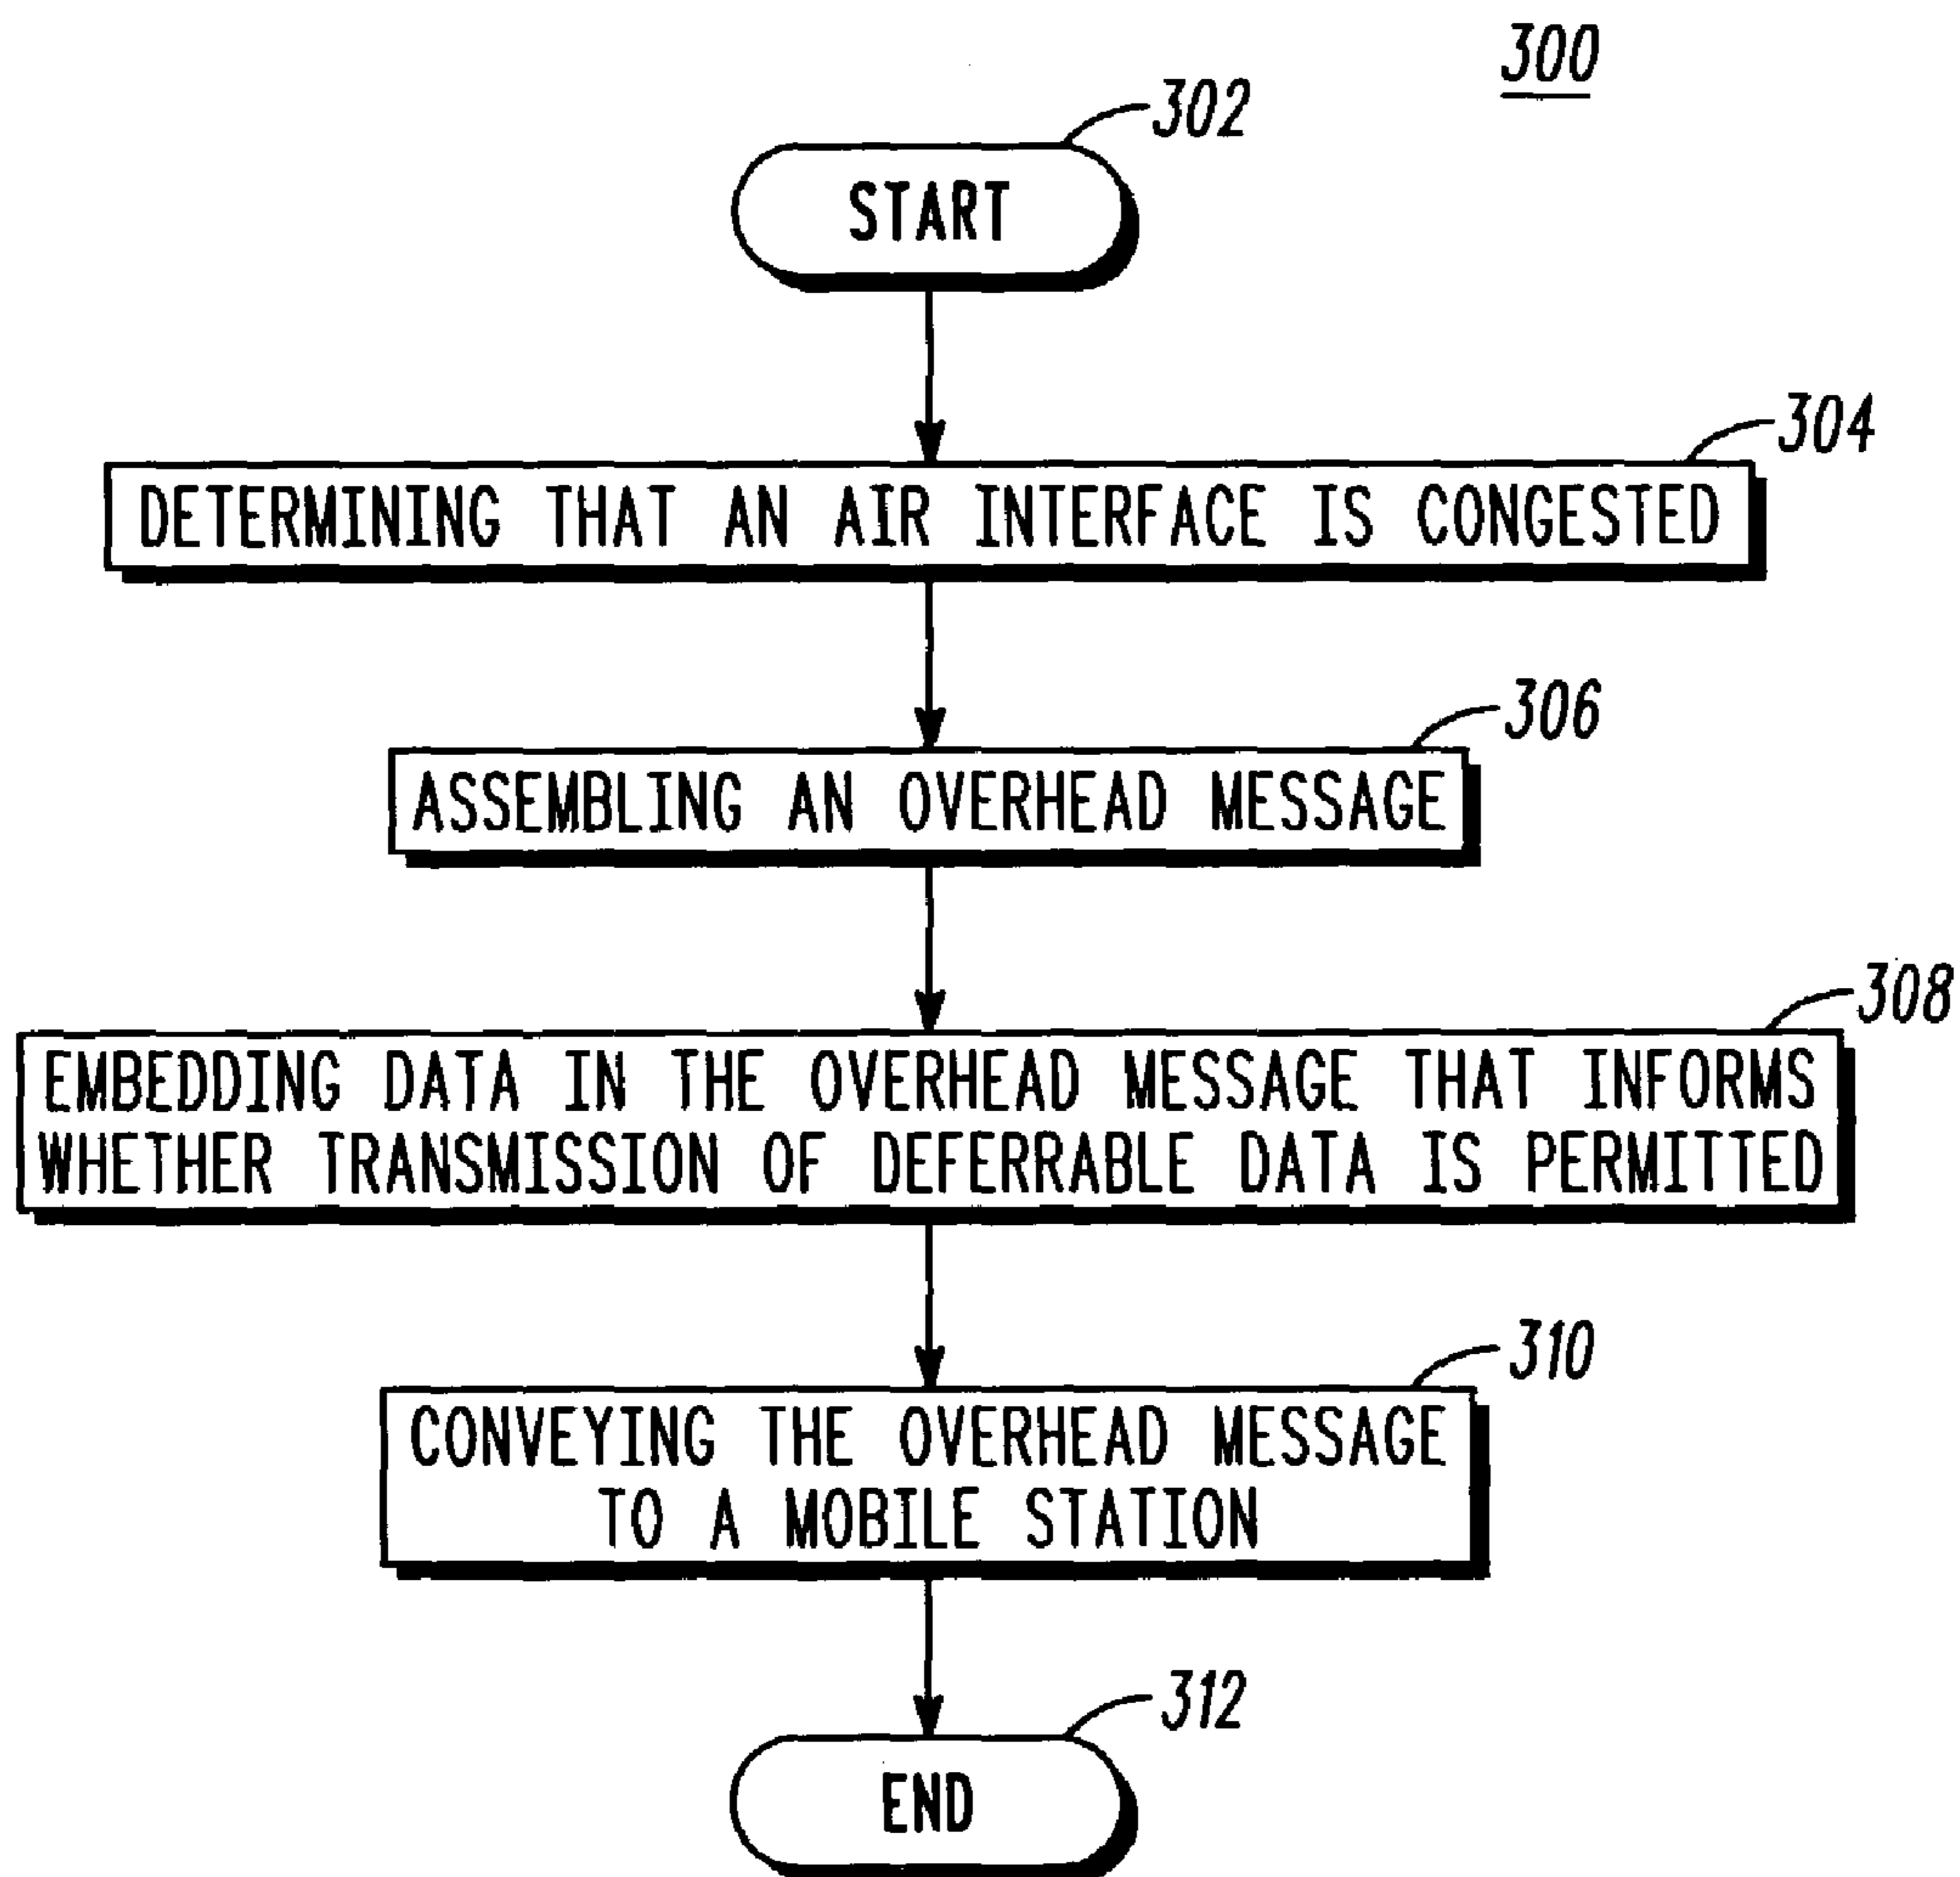 300
302
START
304
DETERMINING THAT AN AIR INTERFACE IS CONGESTED
306
ASSEMBLING AN OVERHEAD MESSAGE
308
EMBEDDING DATA IN THE OVERHEAD MESSAGE THAT INFORMS
WHETHER TRANSMISSION OF DEFERRABLE DATA IS PERMITTED
310
CONVEYING THE OVERHEAD MESSAGE
TO A MOBILE STATION
312
END